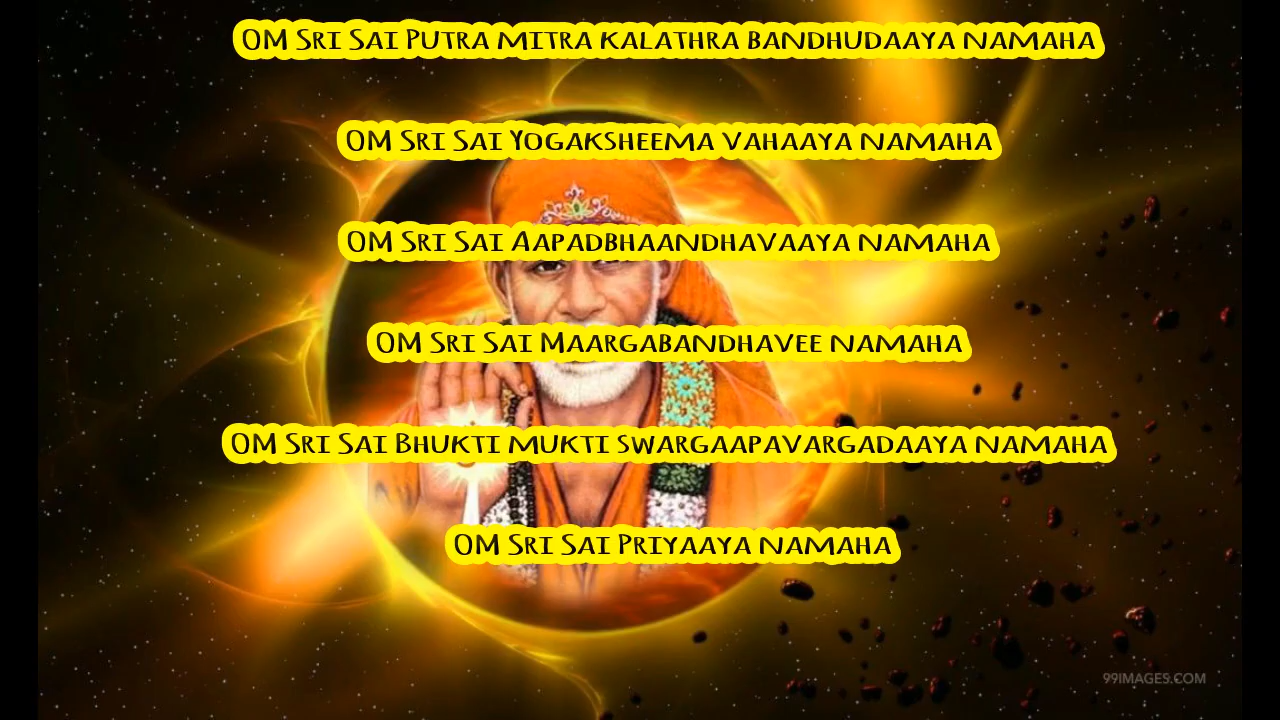 OM Sri Sai Putra mitra kalathra bandhudaaya namaha
OM Sri Sai Yogaksheema vahaaya namaha
OM Sri Sai Aapadbhaandhavaaya namaha
OM Sri Sai Maargabandhavee namaha
OM Sri Sai Bhukti mukti swargaapavargadaaya namaha
OM Sri Sai Priyaaya namaha
99IMAGES.COM